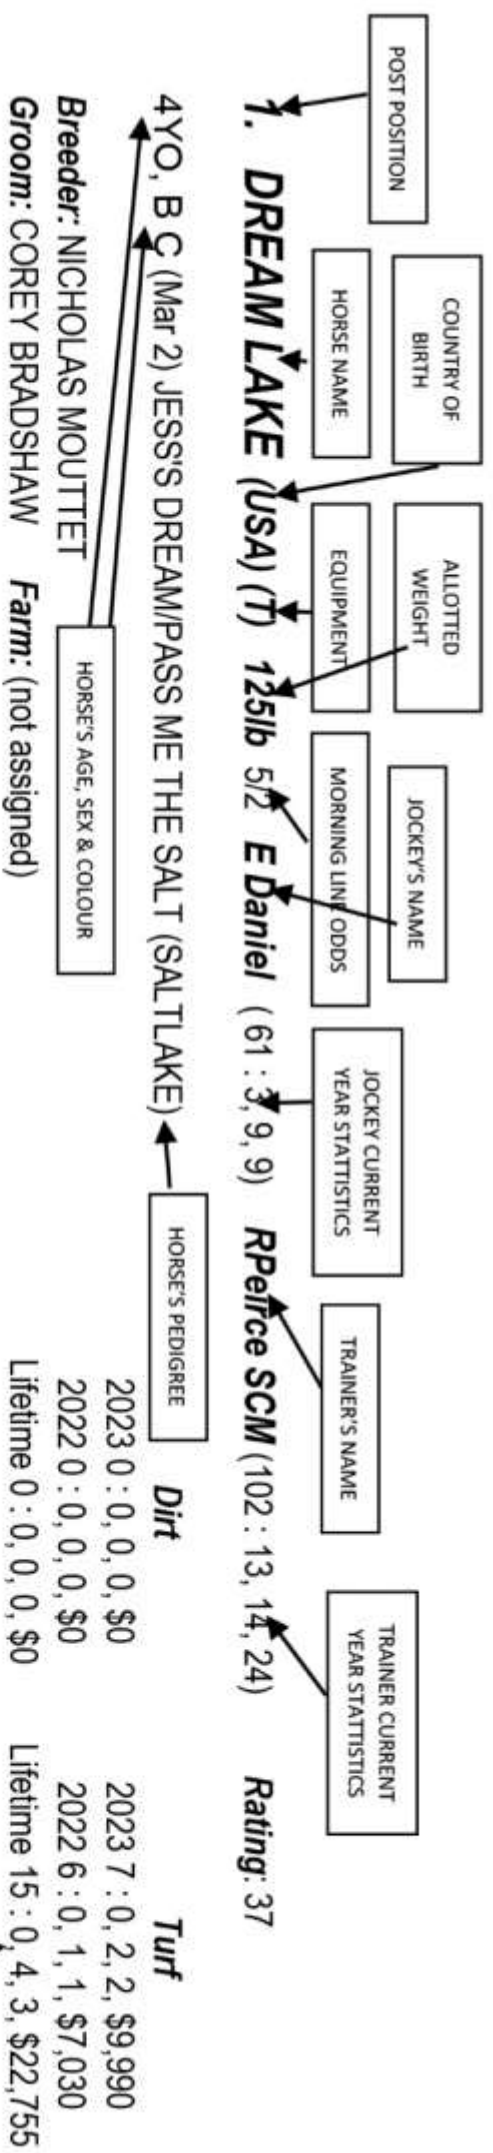 POST POSITION
COUNTRY OF
BIRTH
HORSE NAME
ALLOTTED
WEIGHT
EQUIPMENT
JOCKEY'S NAME
MORNING LINE ODDS
JOCKEY CURRENT
YEAR STATTISTICS
TRAINER'S NAME
TRAINER CURRENT
YEAR STATTISTICS
1. DREAM LAKE (USA) (T) 125lb 5/2 E Daniel ( 61 : 3, 9, 9) RPeirce SCM (102 : 13, 14, 24) Rating: 37
4YO, B C (Mar 2) JESS'S DREAM/PASS ME THE SALT (SALTLAKE)
HORSE'S PEDIGREE
Dirt Turf
2023 0 : 0, 0, 0, $0 2023 7 : 0, 2, 2, $9,990
Breeder: NICHOLAS MOUTTET
HORSE'S AGE, SEX & COLOUR
2022 0 : 0, 0, 0, $0 2022 6 : 0, 1, 1, $7,030
Groom: COREY BRADSHAW Farm: (not assigned)
Lifetime 0 : 0, 0, 0, $0 Lifetime 15 : 0, 4, 3, $22,755